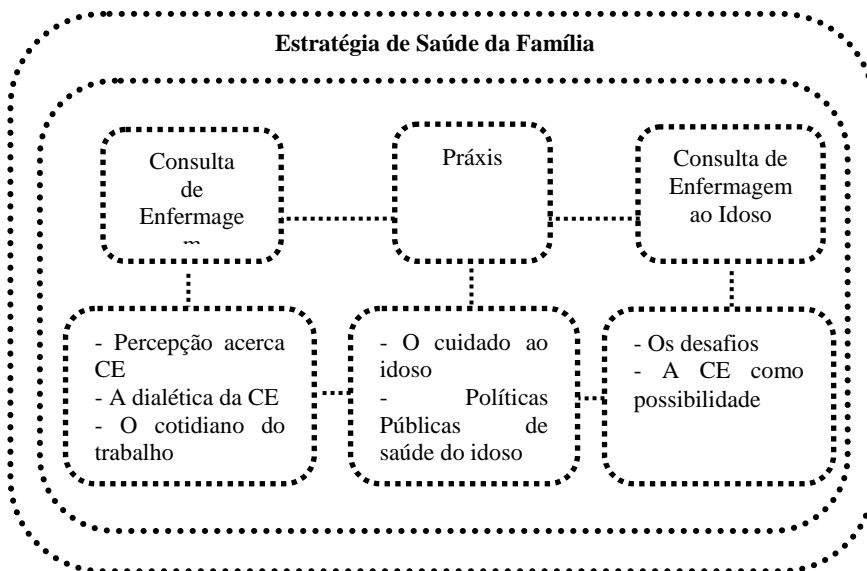 Estratégia de Saúde da Família
Consulta
de
Enfermage
Práxis
Consulta de
Enfermagem
ao Idoso
- Percepção acerca
CE
- A dialética da CE
- O cotidiano do
trabalho
- O cuidado ao
idoso
- Políticas
Públicas de
saúde do idoso
- Os desafios
- A CE como
possibilidade